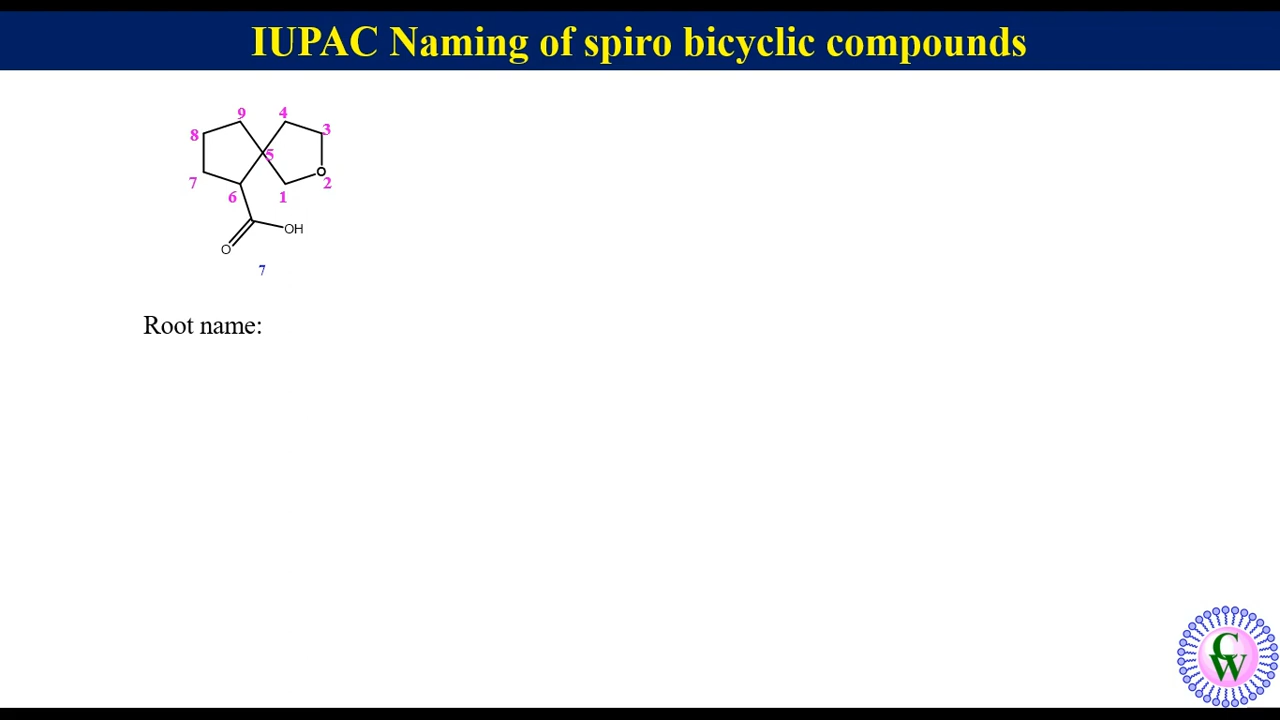 IUPAC Naming of spiro bicyclic compounds
9 4
8 3
5
O
7 2
6 1
OH
O
7
Root name:
C
W